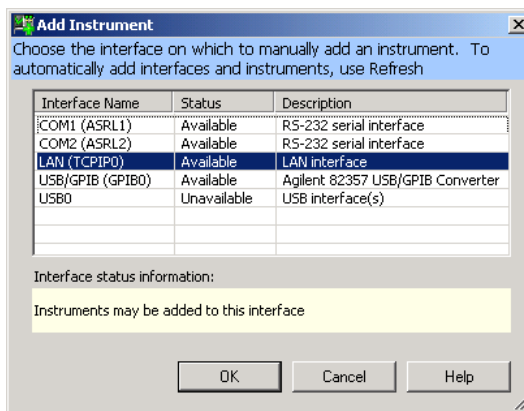 Add Instrument
Choose the interface on which to manually add an instrument. To
automatically add interfaces and instruments, use Refresh
Interface Name Status Description
COM1 (ASRL1) Available RS-232 serial interface
COM2 (ASRL2) Available RS-232 serial interface
LAN (TCPIP0) Available LAN interface
USB/GPIB (GPIB0) Available Agilent 82357 USB/GPIB Converter
USB0 Unavailable USB interface(s)
Interface status information:
Instruments may be added to this interface
OK Cancel Help